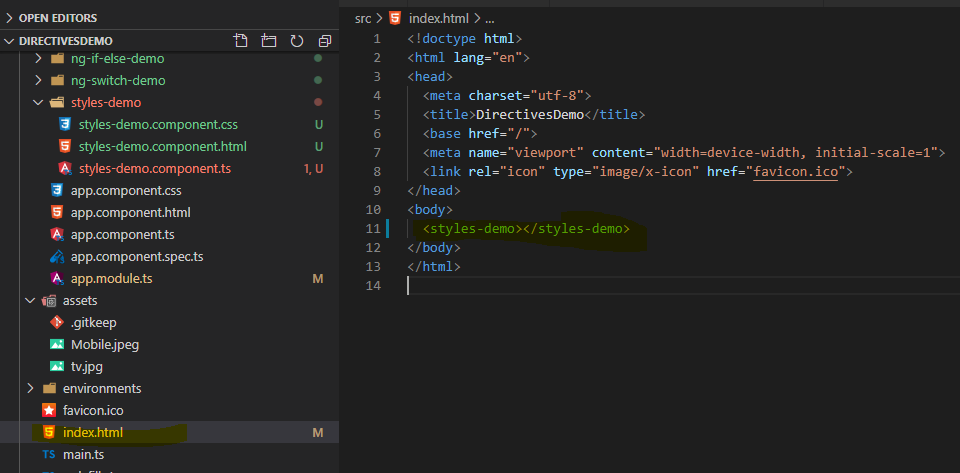 OPEN EDITORS
DIRECTIVESDEMO
ng-if-else-demo
ng-switch-demo
styles-demo
styles-demo.component.css U
styles-demo.component.html U
styles-demo.component.ts 1, U
app.component.css
app.component.html
app.component.ts
app.component.spec.ts
app.module.ts M
assets
.gitkeep
Mobile.jpeg
tv.jpg
environments
favicon.ico
index.html M
TS main.ts
src > index.html > ...
1 <!doctype html>
2 <html lang="en">
3 <head>
4 <meta charset="utf-8">
5 <title>DirectivesDemo</title>
6 <base href="/">
7 <meta name="viewport" content="width=device-width, initial-scale=1">
8 <link rel="icon" type="image/x-icon" href="favicon.ico">
9 </head>
10 <body>
11 <styles-demo></styles-demo>
12 </body>
13 </html>
14